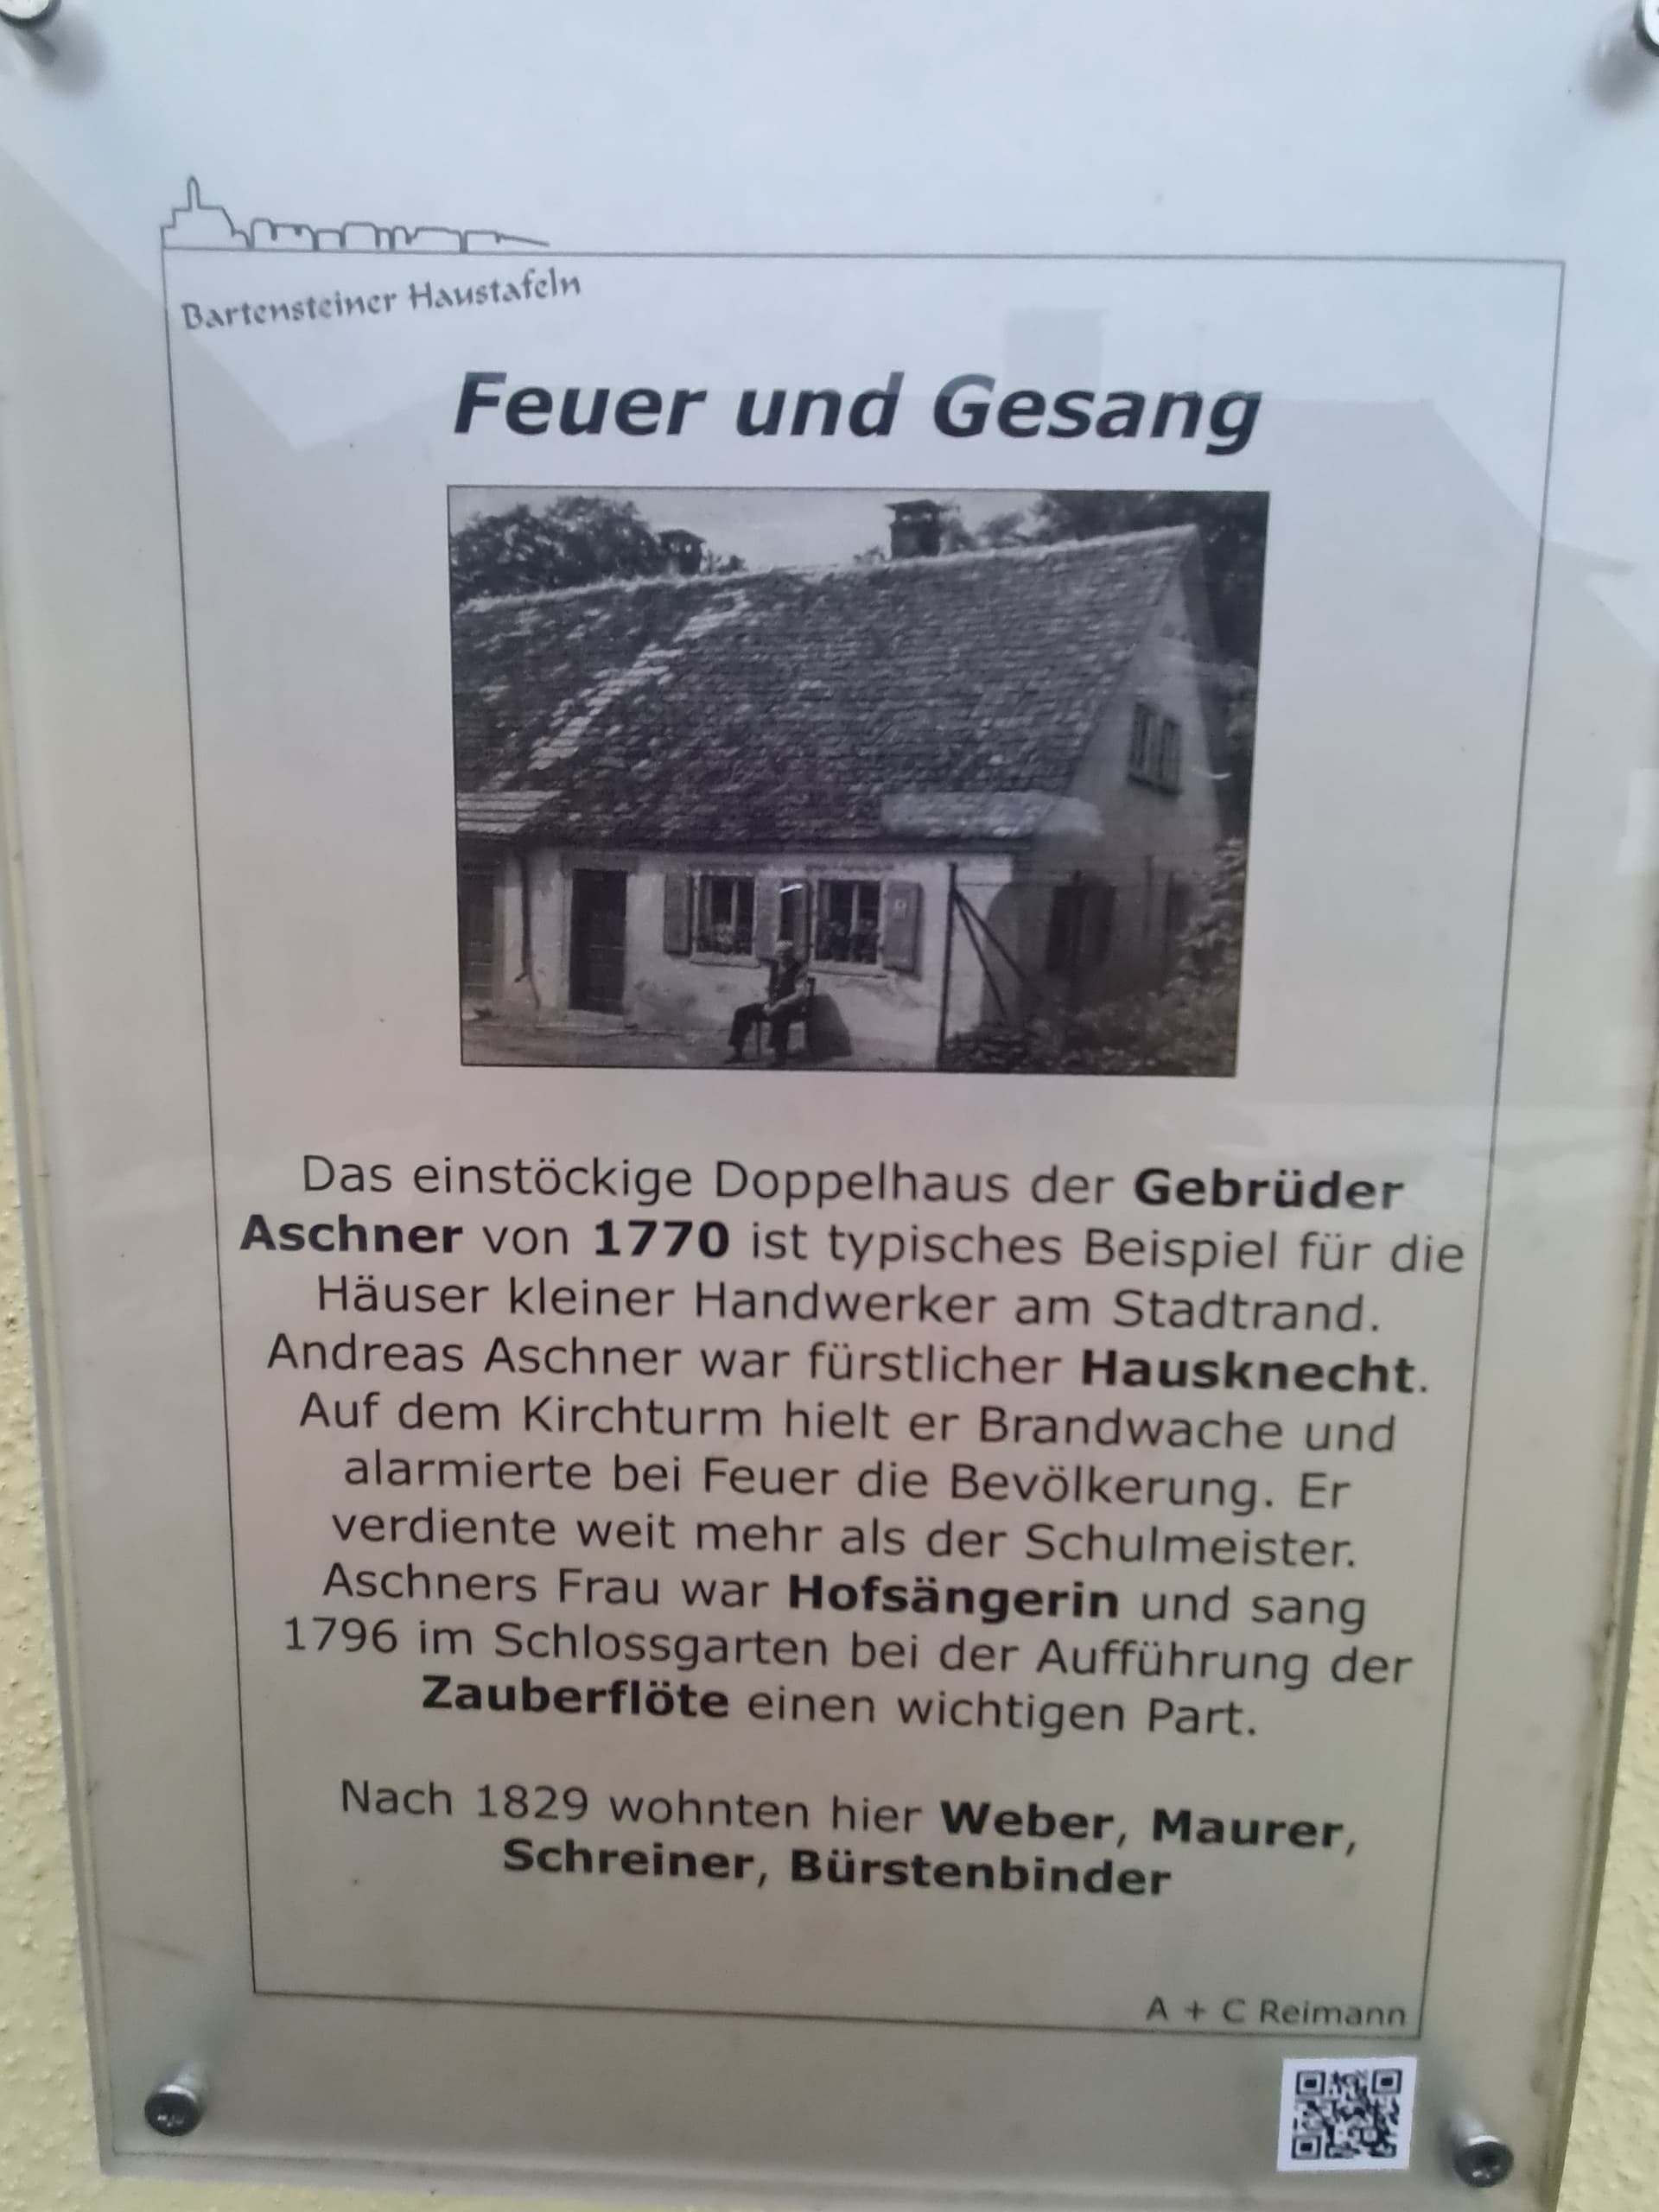 Bartensteiner Haustafeln
Feuer und Gesang
Das einstöckige Doppelhaus der Gebrüder
Aschner von 1770 ist typisches Beispiel für die
Häuser kleiner Handwerker am Stadtrand.
Andreas Aschner war fürstlicher Hausknecht.
Auf dem Kirchturm hielt er Brandwache und
alarmierte bei Feuer die Bevölkerung. Er
verdiente weit mehr als der Schulmeister.
Aschners Frau war Hofsängerin und sang
1796 im Schlossgarten bei der Aufführung der
Zauberflöte einen wichtigen Part.
Nach 1829 wohnten hier Weber, Maurer,
Schreiner, Bürstenbinder
A + C Reimann